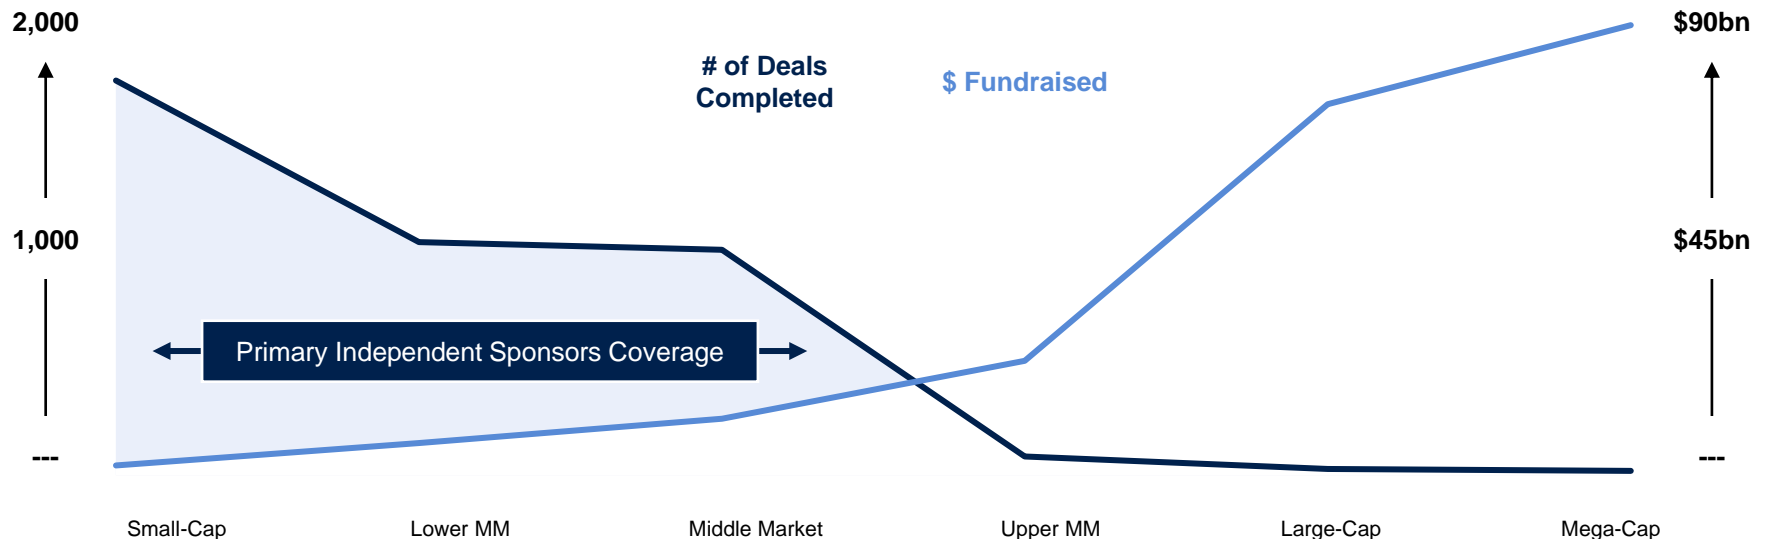 2,000
$90bn
# of Deals
Completed
$ Fundraised
1,000
$45bn
Primary Independent Sponsors Coverage
---
---
Small-Cap
Lower MM
Middle Market
Upper MM
Large-Cap
Mega-Cap